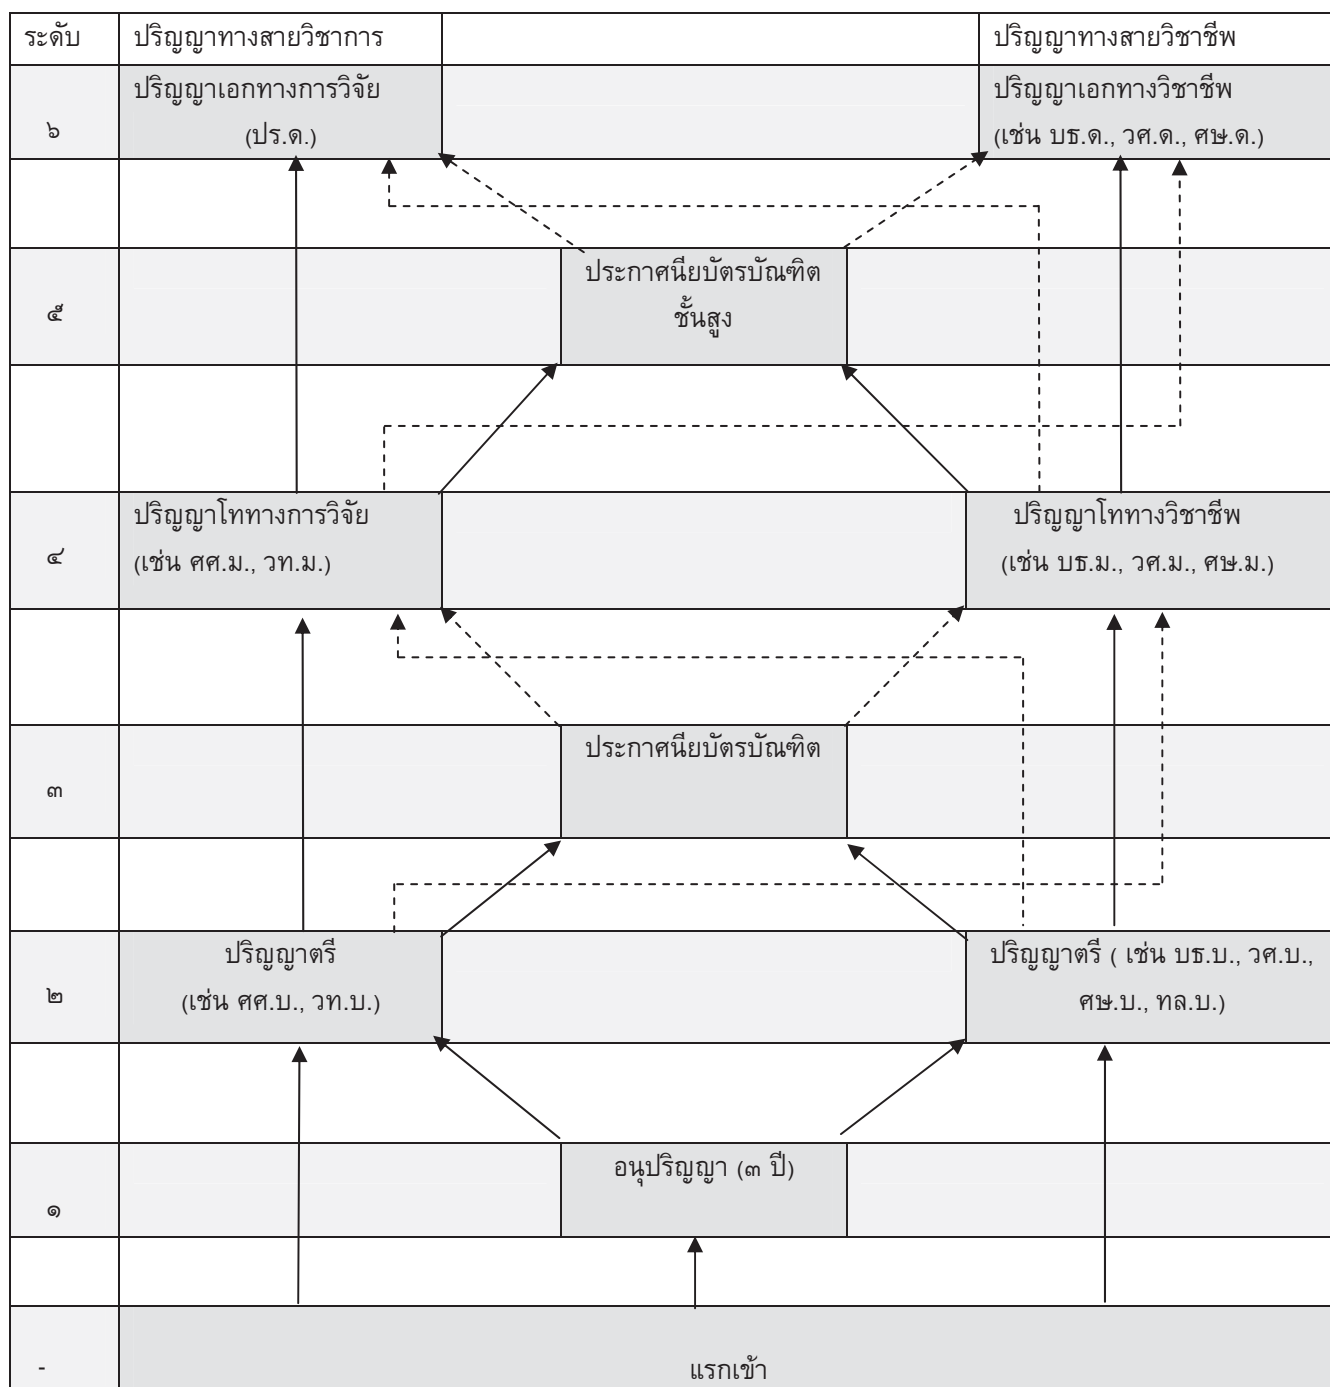 ระดับ ปริญญาทางสายวิชาการ ปริญญาทางสายวิชาชีพ
ปริญญาเอกทางการวิจัย ปริญญาเอกทางวิชาชีพ
๖ (ปร.ด.) (เช่น บธ.ด., วศ.ด., ศษ.ด.)
ประกาศนียบัตรบัณฑิต
๕ ชั้นสูง
ปริญญาโททางการวิจัย ปริญญาโททางวิชาชีพ
๔ (เช่น ศศ.ม., วท.ม.) (เช่น บธ.ม., วศ.ม., ศษ.ม.)
ประกาศนียบัตรบัณฑิต
๓
ปริญญาตรี ปริญญาตรี ( เช่น บธ.บ., วศ.บ.,
๒ (เช่น ศศ.บ., วท.บ.) ศษ.บ., ทล.บ.)
อนุปริญญา (๓ ปี)
๑
- แรกเข้า